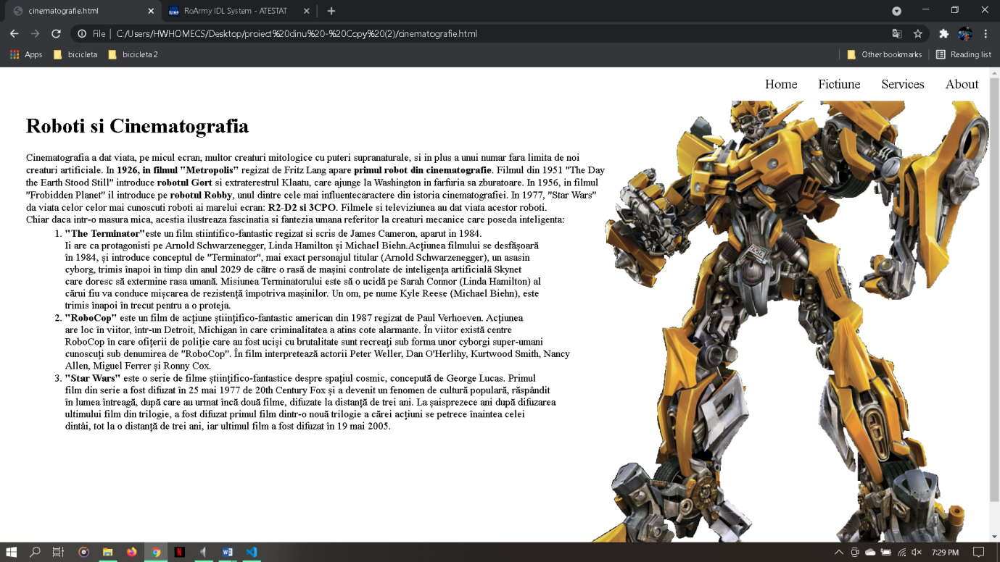 cinematografie.html
RoArmy IDL System - ATESTAT
File
C:/Users/HWHOMECS/Desktop/proiect%20dinu%20-%20Copy%20(2)/cinematografie.html
Apps
bicicleta
bicicleta 2
Other bookmarks
Reading list
Home Fictiune Services About
Roboti si Cinematografia
Cinematografia a dat viata, pe micul ecran, multor creaturi mitologice cu puteri supranaturale, si in plus a unui numar fara limita de noi
creaturi artificiale. In 1926, in filmul "Metropolis" regizat de Fritz Lang apare primul robot din cinematografie. Filmul din 1951 "The Day
the Earth Stood Still" introduce robotul Gort si extraterestrul Klaatu, care ajunge la Washington in farfuria sa zburatoare. In 1956, in filmul
"Frobidden Planet" il introduce pe robotul Robby, unul dintre cele mai influentecaractere din istoria cinematografiei. In 1977, "Star Wars"
da viata celor celor mai cunoscuti roboti ai marelui ecran: R2-D2 si 3CPO. Filmele si televiziunea au dat viata acestor roboti.
Chiar daca intr-o masura mica, acestia ilustreaza fascinatia si fantezia umana referitor la creaturi mecanice care poseda inteligenta:
1. "The Terminator"este un film stiintifico-fantastic regizat si scris de James Cameron, aparut in 1984.
Ii are ca protagonisti pe Arnold Schwarzenegger, Linda Hamilton și Michael Biehn.Acțiunea filmului se desfășoară
în 1984, și introduce conceptul de "Terminator", mai exact personajul titular (Arnold Schwarzenegger), un asasin
cyborg, trimis înapoi în timp din anul 2029 de către o rasă de mașini controlate de inteligența artificială Skynet
care doresc să extermine rasa umană. Misiunea Terminatorului este să o ucidă pe Sarah Connor (Linda Hamilton) al
cărui fiu va conduce mișcarea de rezistență împotriva mașinilor. Un om, pe nume Kyle Reese (Michael Biehn), este
trimis înapoi în trecut pentru a o proteja.
2. "RoboCop" este un film de acțiune științifico-fantastic american din 1987 regizat de Paul Verhoeven. Acțiunea
are loc în viitor, într-un Detroit, Michigan în care criminalitatea a atins cote alarmante. În viitor există centre
RoboCop în care ofițerii de poliție care au fost uciși cu brutalitate sunt recreați sub forma unor cyborgi super-umani
cunoscuți sub denumirea de "RoboCop". În film interpretează actorii Peter Weller, Dan O'Herlihy, Kurtwood Smith, Nancy
Allen, Miguel Ferrer și Ronny Cox.
3. "Star Wars" este o serie de filme științifico-fantastice despre spațiul cosmic, concepută de George Lucas. Primul
film din serie a fost difuzat în 25 mai 1977 de 20th Century Fox și a devenit un fenomen de cultură populară, răspândit
în lumea întreagă, după care au urmat încă două filme, difuzate la distanță de trei ani. La șaisprezece ani după difuzarea
ultimului film din trilogie, a fost difuzat primul film dintr-o nouă trilogie a cărei acțiuni se petrece înaintea celei
dintâi, tot la o distanță de trei ani, iar ultimul film a fost difuzat în 19 mai 2005.
7:29 PM